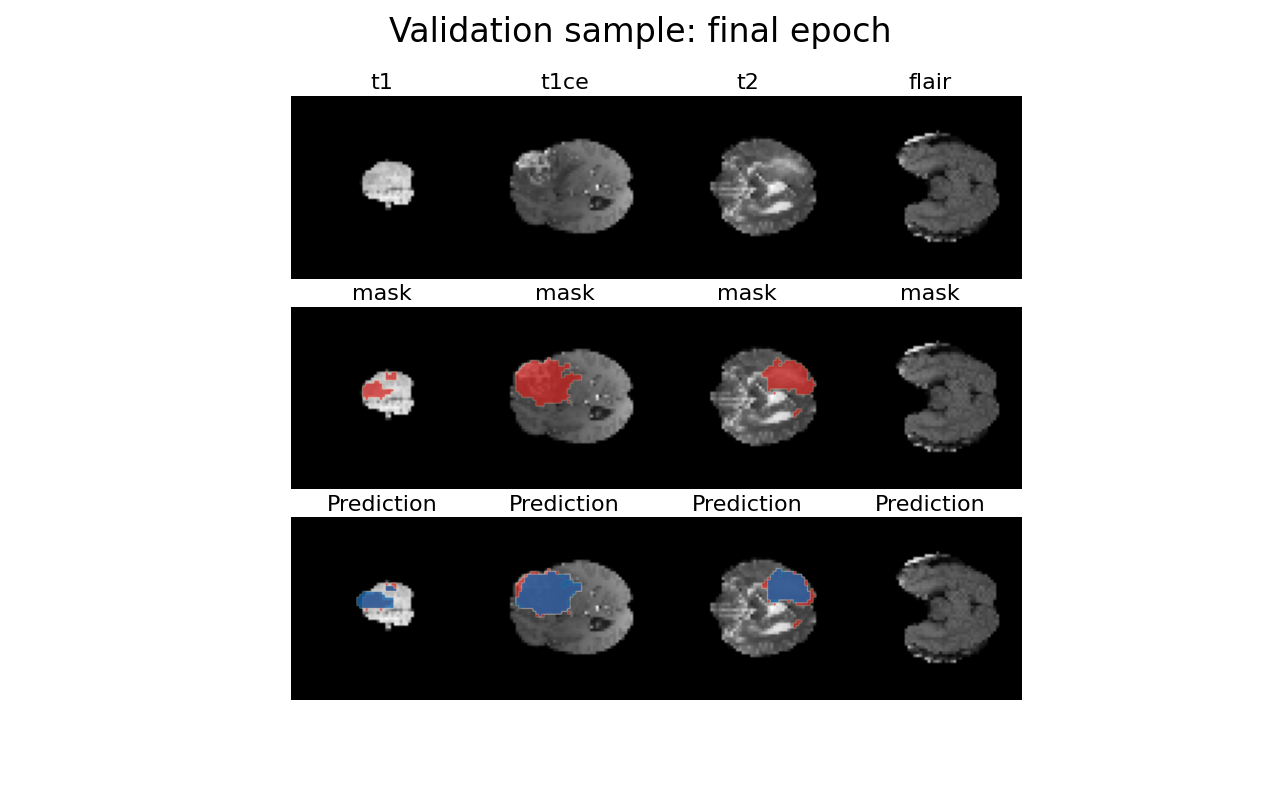 Validation sample: final epoch
t1 t1ce t2 flair
mask mask mask mask
Prediction Prediction Prediction Prediction